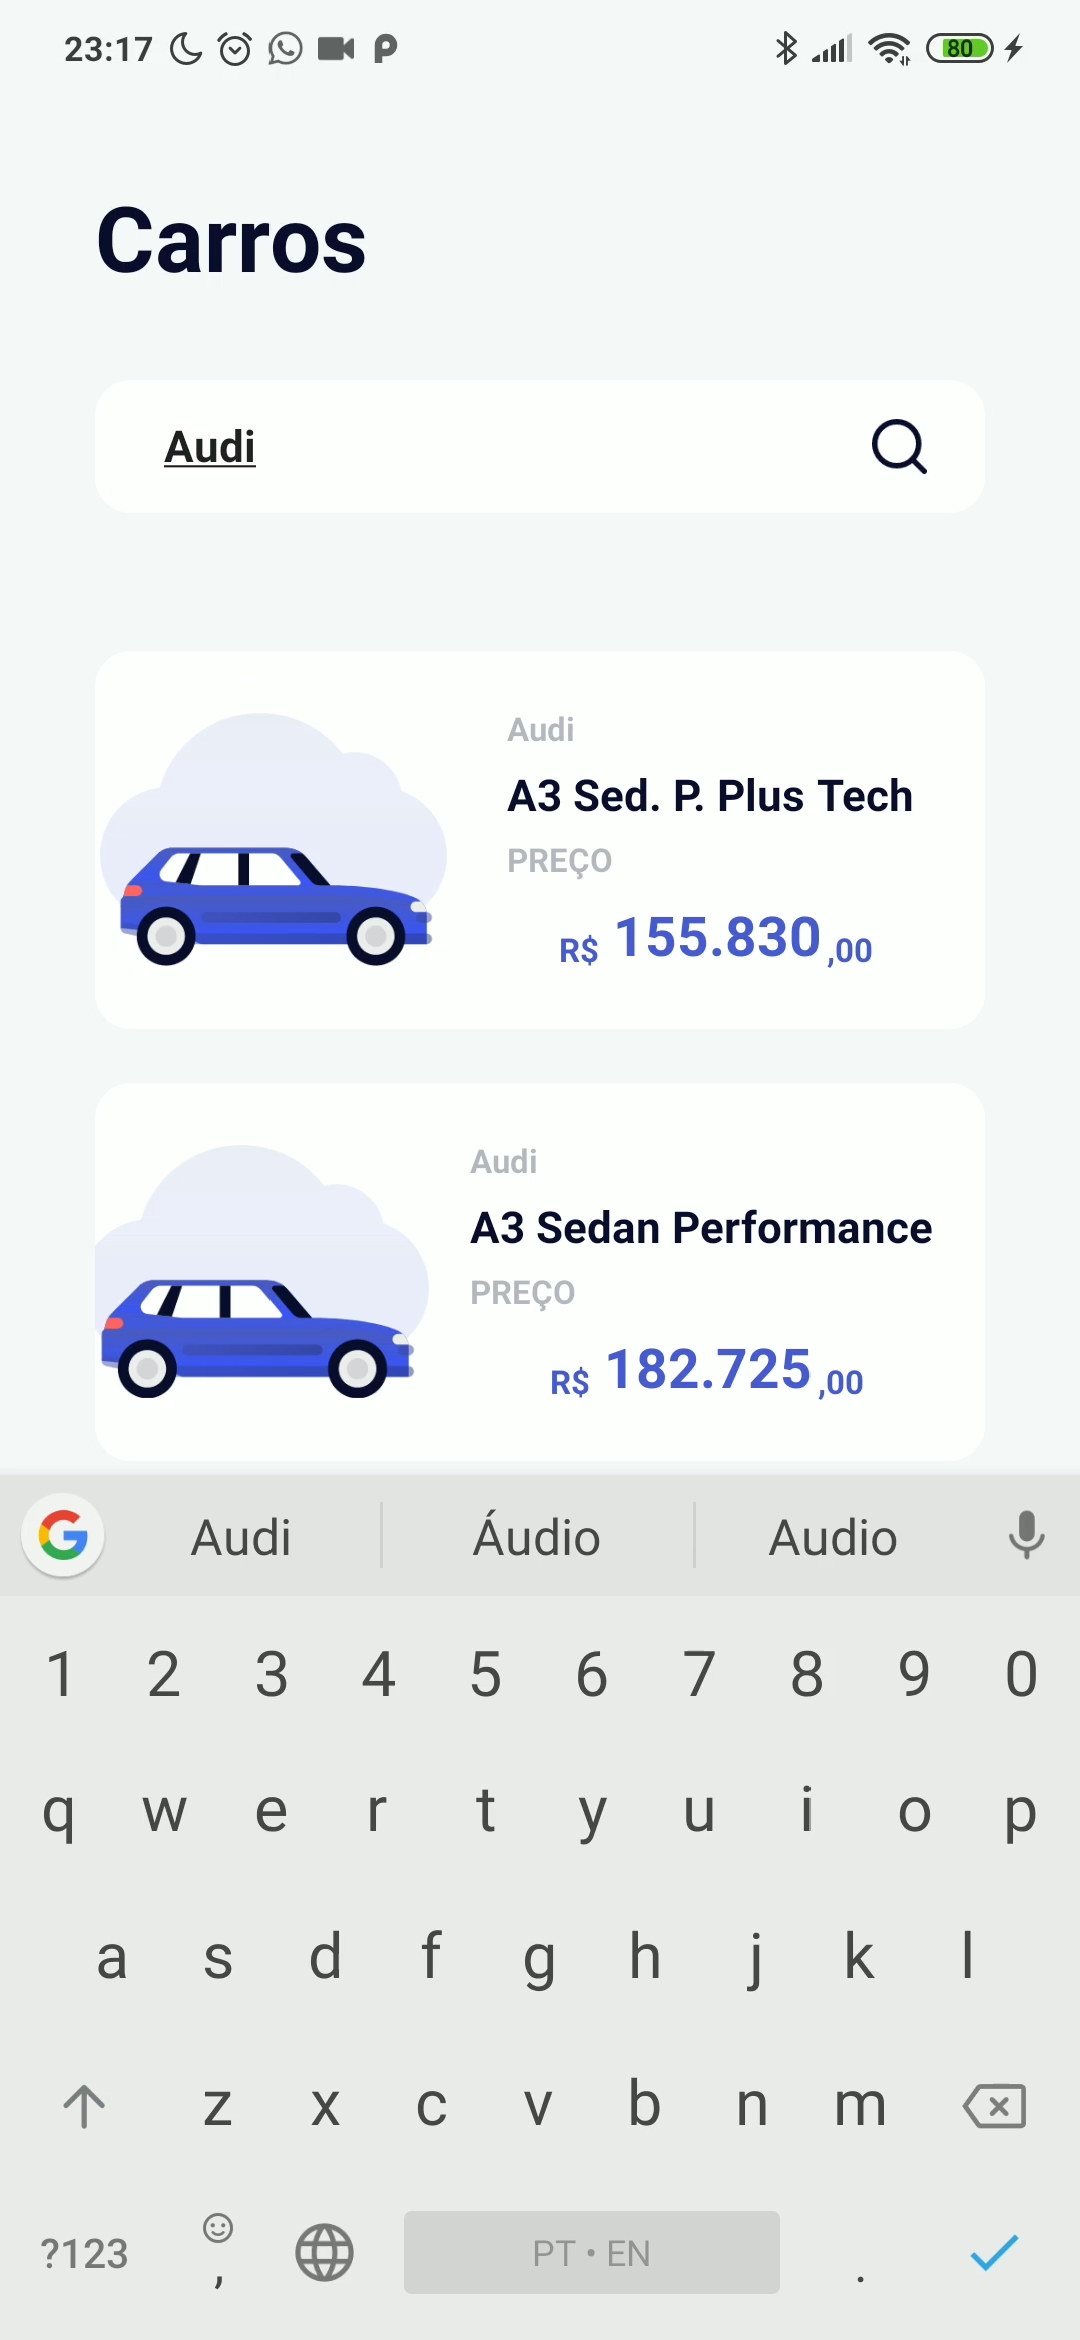 23:17
80
Carros
Audi
Audi
A3 Sed. P. Plus Tech
PREÇO
R$ 155.830,00
Audi
A3 Sedan Performance
PREÇO
R$ 182.725,00
Audi Áudio Audio
1 2 3 4 5 6 7 8 9 0
q w e r t y u i o p
a s d f g h j k l
z x c v b n m
?123 , PT • EN .